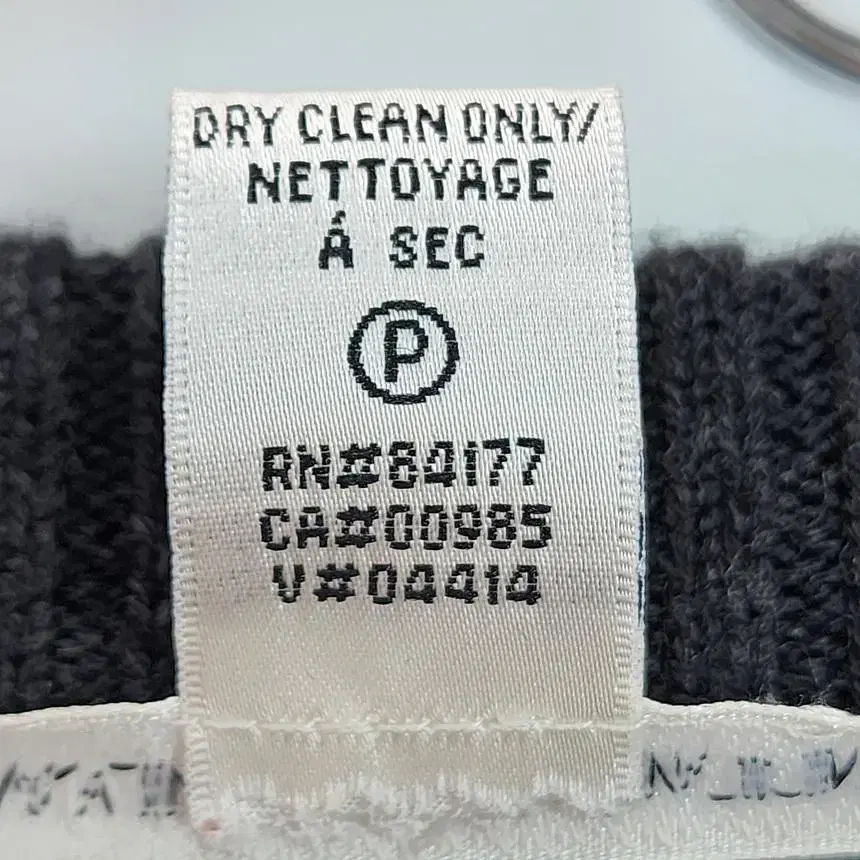 DRY CLEAN ONLY/
NETTOYAGE
Á SEC
P
RN#84177
CA#00985
V#04414